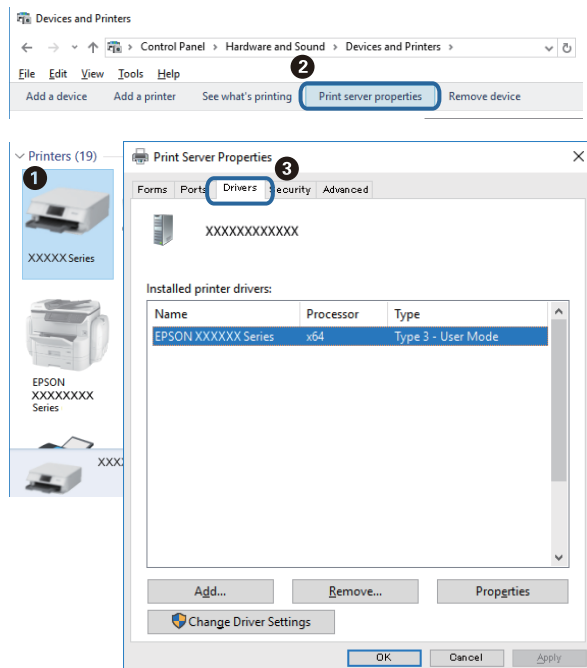 Devices and Printers
Control Panel > Hardware and Sound > Devices and Printers >
2
File Edit View Tools Help
Add a device Add a printer See what's printing Print server properties Remove device
Printers (19)
1
XXXXX Series
EPSON
XXXXXXXX
Series
XXX
Print Server Properties
3
Forms Ports Drivers ecurity Advanced
XXXXXXXXXXXX
Installed printer drivers:
Name Processor Type
EPSON XXXXXX Series x64 Type 3 - User Mode
Add... Remove... Properties
Change Driver Settings
OK Cancel Apply